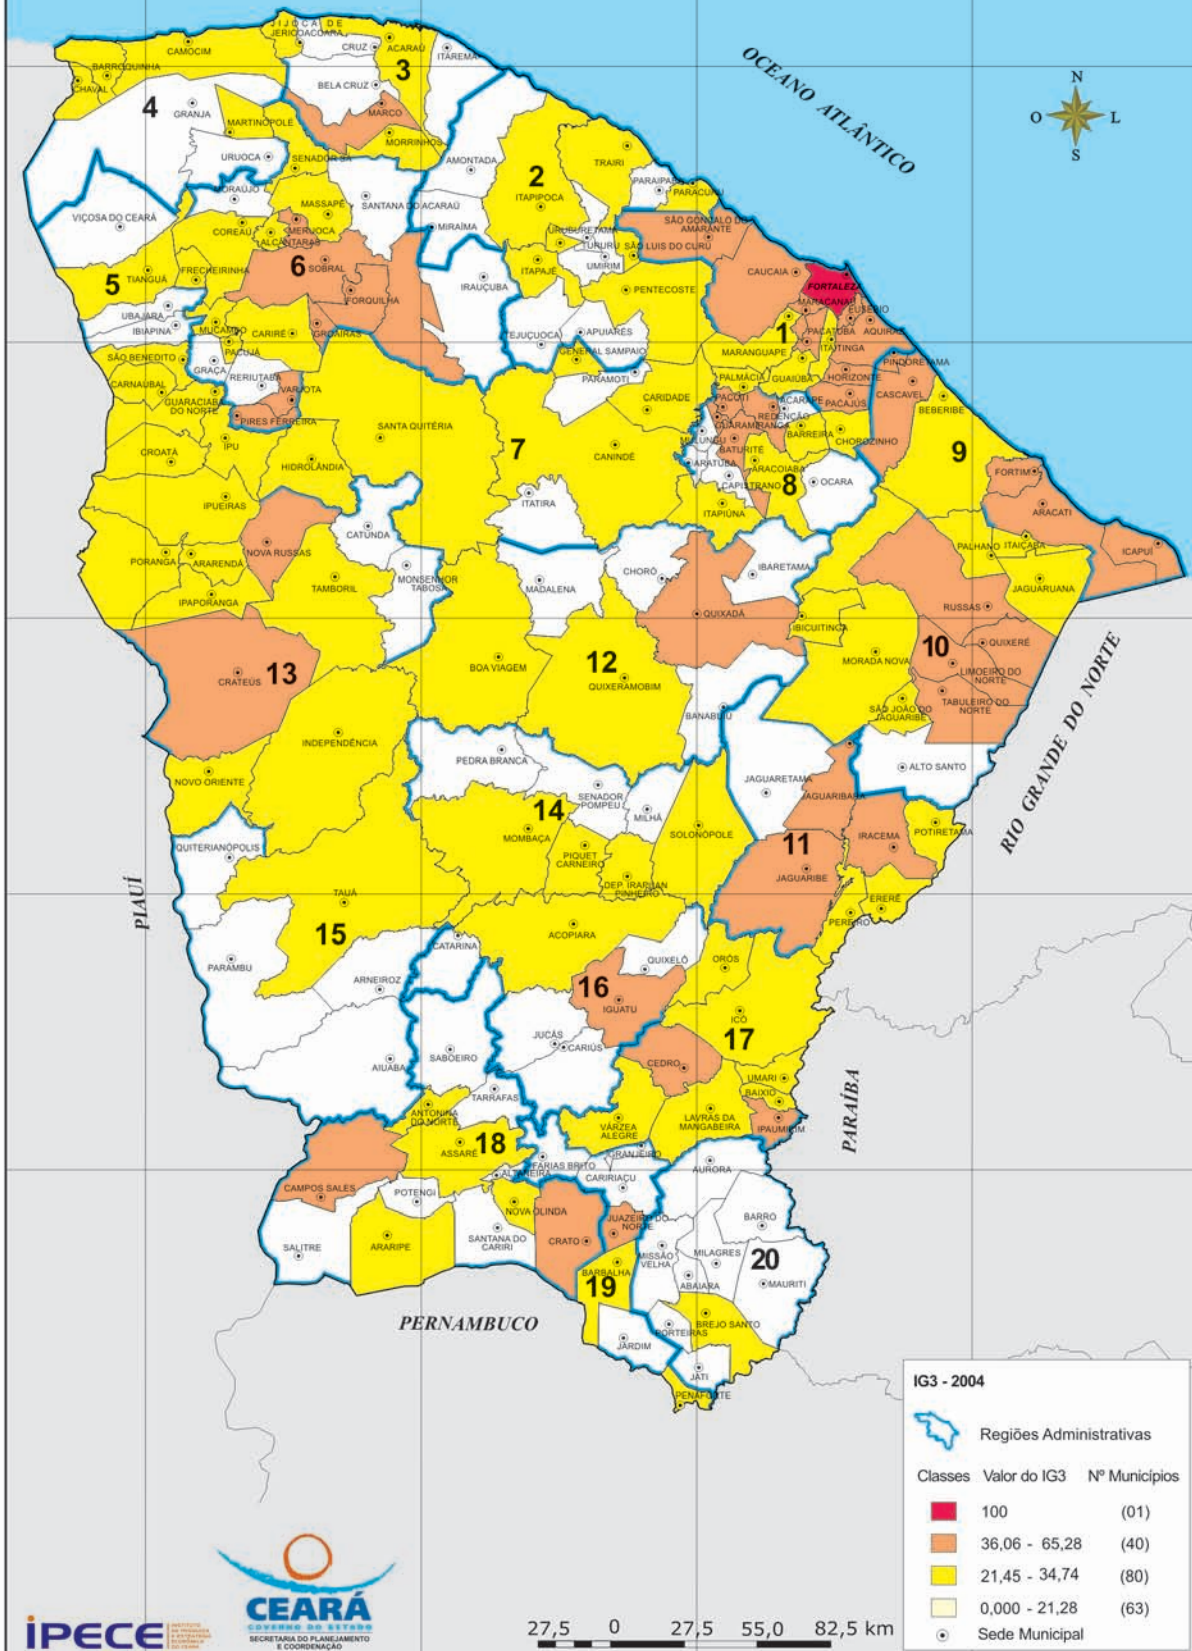 JIJOCA DE
JERICOACOARA
CAMOCIM
CRUZ
ACARAÚ
ITAREMA
OCEANO ATLÂNTICO
N
O
L
S
BARROQUINHA
CHAVAL
3
BELA CRUZ
4
GRANJA
MARCO
MARTINÓPOLE
MORRINHOS
URUOCA
SENADOR SÁ
AMONTADA
TRAIRI
2
ITAPIPOCA
PARAIPABA
PARACURU
MORAÚJO
SANTANA DO ACARAÚ
MASSAPÊ
VIÇOSA DO CEARÁ
MERUOCA
MIRAÍMA
COREAÚ
ALCÂNTARAS
URUBURETAMA
TURURU
SÃO LUIS DO CURU
SÃO GONÇALO DO
AMARANTE
UMIRIM
5
TIANGUÁ
FRECHEIRINHA
6
SOBRAL
ITAPAJÉ
CAUCAIA
FORTALEZA
IRAUÇUBA
FORQUILHA
PENTECOSTE
MARACANAÚ
EUSÉBIO
UBAJARA
IBIAPINA
MUCAMBO
CARIRÉ
GROAÍRAS
TEJUÇUOCA
APUIARÉS
1
PACATUBA
AQUIRAZ
ITAITINGA
PACUJÁ
GENERAL SAMPAIO
MARANGUAPE
SÃO BENEDITO
GRAÇA
RERIUTABA
PARAMOTI
PALMÁCIA
GUAIÚBA
HORIZONTE
PINDORETAMA
CARNAUBAL
GUARACIABA
DO NORTE
VARJOTA
CARIDADE
PACOTI
ACARAPE
PACAJÚS
CASCAVEL
REDENÇÃO
GUARAMIRANGA
PIRES FERREIRA
BEBERIBE
MULUNGU
BARREIRA
CHOROZINHO
CROATÁ
IPU
SANTA QUITÉRIA
7
CANINDÉ
BATURITÉ
9
HIDROLÂNDIA
ARATUBA
ARACOIABA
CAPISTRANO
8
OCARA
FORTIM
IPUEIRAS
ITATIRA
ITAPIÚNA
ARACATI
CATUNDA
NOVA RUSSAS
PORANGA
ARARENDÁ
CHORÓ
IBARETAMA
PALHANO
ITAIÇABA
ICAPUÍ
MONSENHOR
TABOSA
MADALENA
TAMBORIL
IPAPORANGA
JAGUARUANA
QUIXADÁ
IBICUITINGA
RUSSAS
QUIXERÉ
12
QUIXERAMOBIM
10
CRATEÚS
13
BOA VIAGEM
MORADA NOVA
LIMOEIRO DO
NORTE
SÃO JOÃO DO
JAGUARIBE
TABULEIRO DO
NORTE
BANABUIÚ
RIO GRANDE DO NORTE
INDEPENDÊNCIA
PEDRA BRANCA
NOVO ORIENTE
ALTO SANTO
SENADOR
POMPEU
JAGUARETAMA
JAGUARIBARA
MILHÃ
14
MOMBAÇA
SOLONÓPOLE
POTIRETAMA
IRACEMA
QUITERIANÓPOLIS
PIQUET
CARNEIRO
11
JAGUARIBE
DEP. IRAPUAN
PINHEIRO
TAUÁ
PIAUÍ
ERERÊ
PEREIRO
15
ACOPIARA
CATARINA
PARAMBU
QUIXELÔ
ORÓS
ARNEIROZ
16
IGUATU
ICÓ
17
JUCÁS
CARIÚS
AIUABA
SABOEIRO
CEDRO
UMARI
BAIXIO
TARRAFAS
PARAÍBA
ANTONINA
DO NORTE
VÁRZEA
ALEGRE
LAVRAS DA
MANGABEIRA
IPAUMIRIM
18
ASSARÉ
GRANJEIRO
FARIAS BRITO
AURORA
ALTANEIRA
CARIRIAÇU
CAMPOS SALES
POTENGI
NOVA OLINDA
JUAZEIRO DO
NORTE
BARRO
SALITRE
ARARIPE
SANTANA DO
CARIRI
CRATO
MISSÃO
VELHA
MILAGRES
20
BARBALHA
ABAIARA
MAURITI
19
BREJO SANTO
PERNAMBUCO
PORTEIRAS
JARDIM
JATI
PENAFORTE
IG3 - 2004
Regiões Administrativas
Classes Valor do IG3 Nº Municípios
100 (01)
36,06 - 65,28 (40)
21,45 - 34,74 (80)
0,000 - 21,28 (63)
Sede Municipal
27,5 0 27,5 55,0 82,5 km
CEARÁ
GOVERNO DO ESTADO
SECRETARIA DO PLANEJAMENTO
E COORDENAÇÃO
iPECE
INSTITUTO
DE PESQUISA
E ESTRATÉGIA
ECONÔMICA
DO CEARÁ